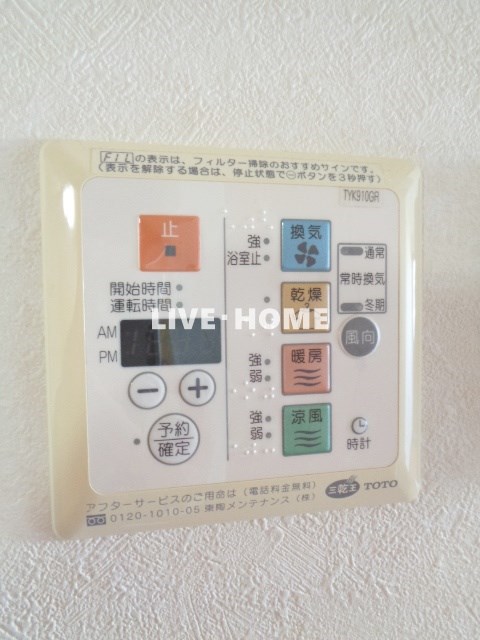 FILの表示は、フィルター掃除のおすすめサインです。
(表示を解除する場合は、停止状態で⊖ボタンを3秒押す)
TYK910GR
止
強
浴室止
換気
通常
常時換気
開始時間
運転時間
乾燥
冬期
LIVE・HOME
風向
AM
PM
強
弱
暖房
− +
強
弱
涼風
予約
確定
時計
三乾王 TOTO
アフターサービスのご用命は(電話料金無料)
0120-1010-05 東陶メンテナンス(株)